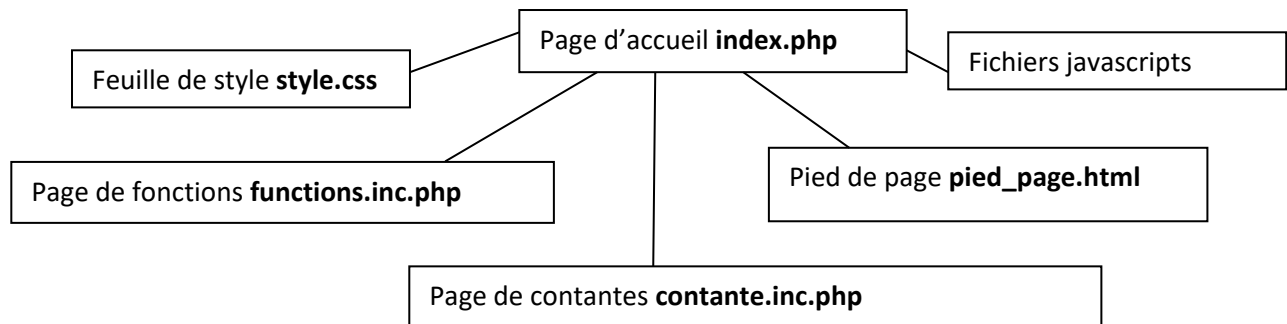 Page d’accueil index.php
Feuille de style style.css
Fichiers javascripts
Page de fonctions functions.inc.php
Pied de page pied_page.html
Page de contantes contante.inc.php